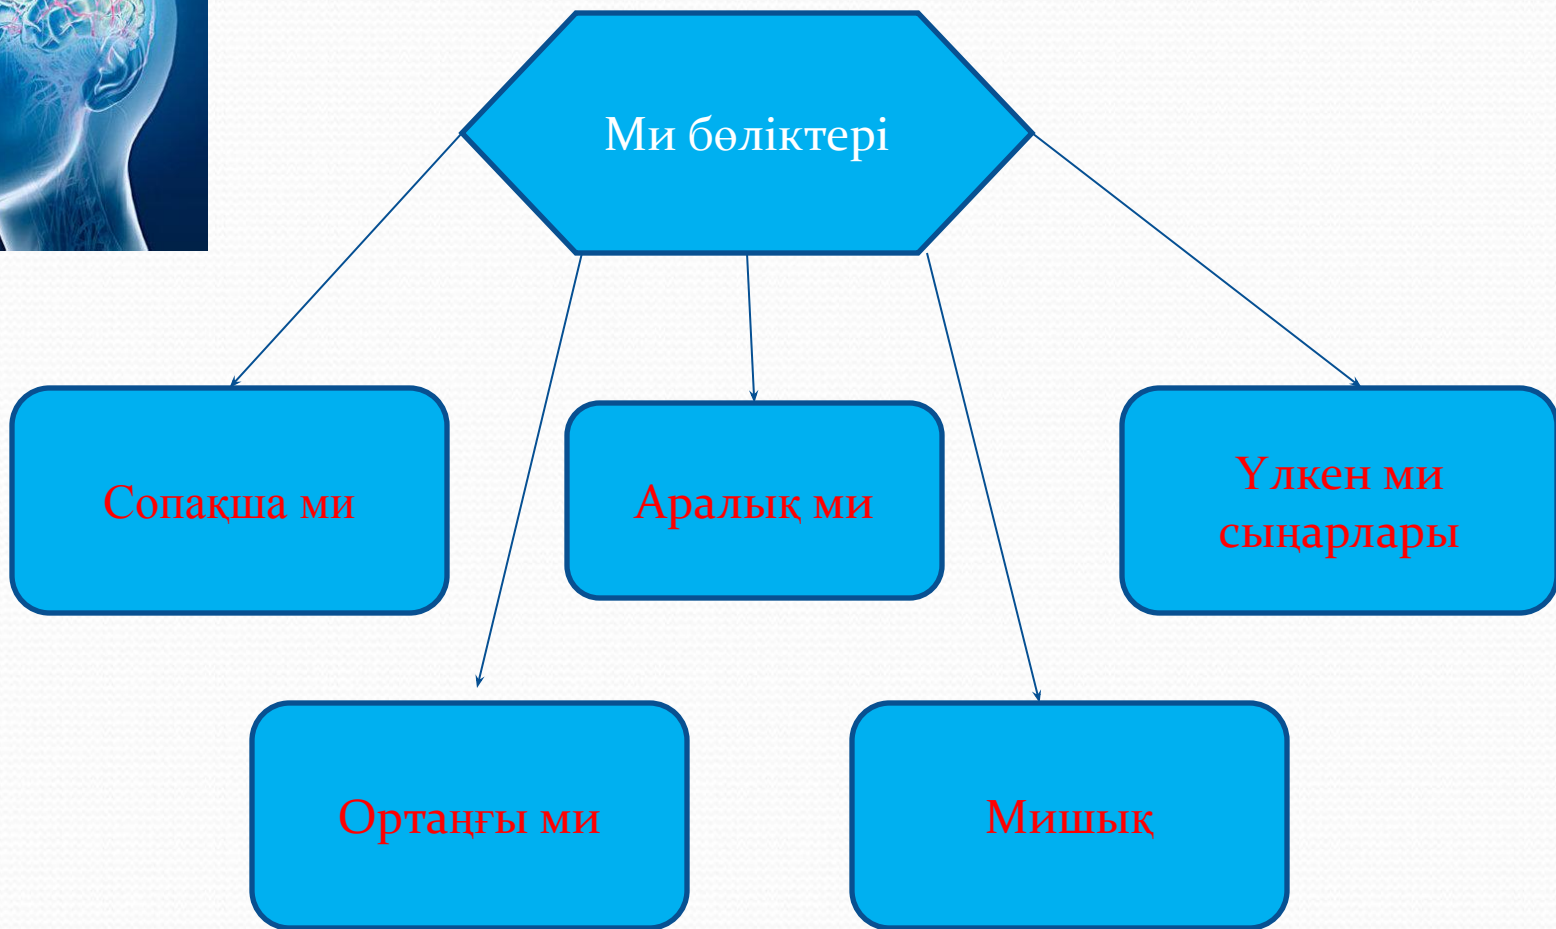 Ми бөліктері
Сопақша ми
Аралық ми
Үлкен ми
сыңарлары
Ортаңғы ми
Мишық